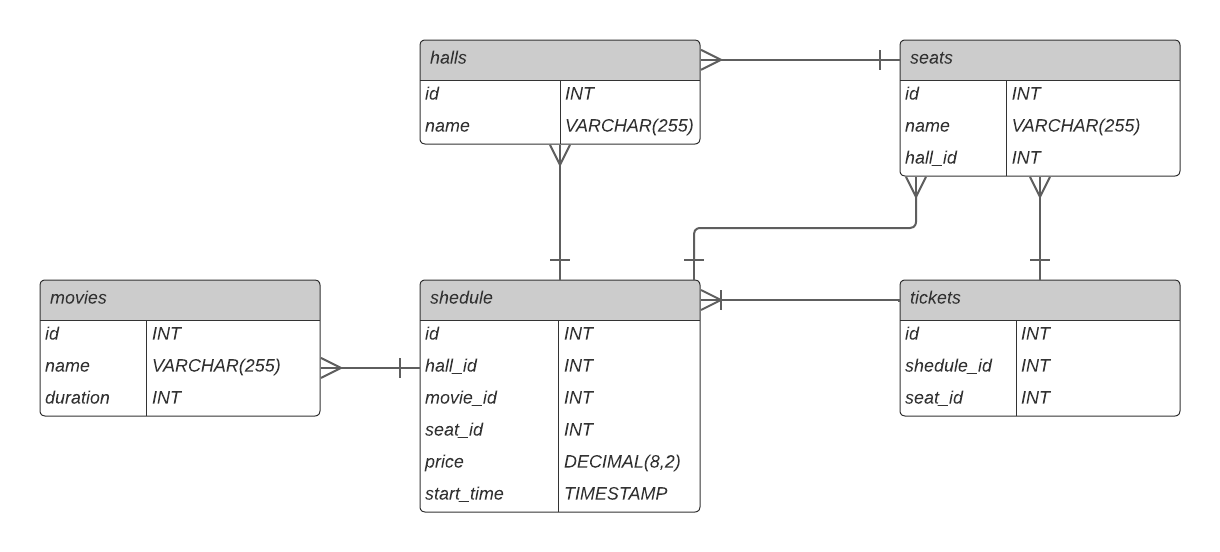 halls
id INT
name VARCHAR(255)
seats
id INT
name VARCHAR(255)
hall_id INT
movies
id INT
name VARCHAR(255)
duration INT
shedule
id INT
hall_id INT
movie_id INT
seat_id INT
price DECIMAL(8,2)
start_time TIMESTAMP
tickets
id INT
shedule_id INT
seat_id INT